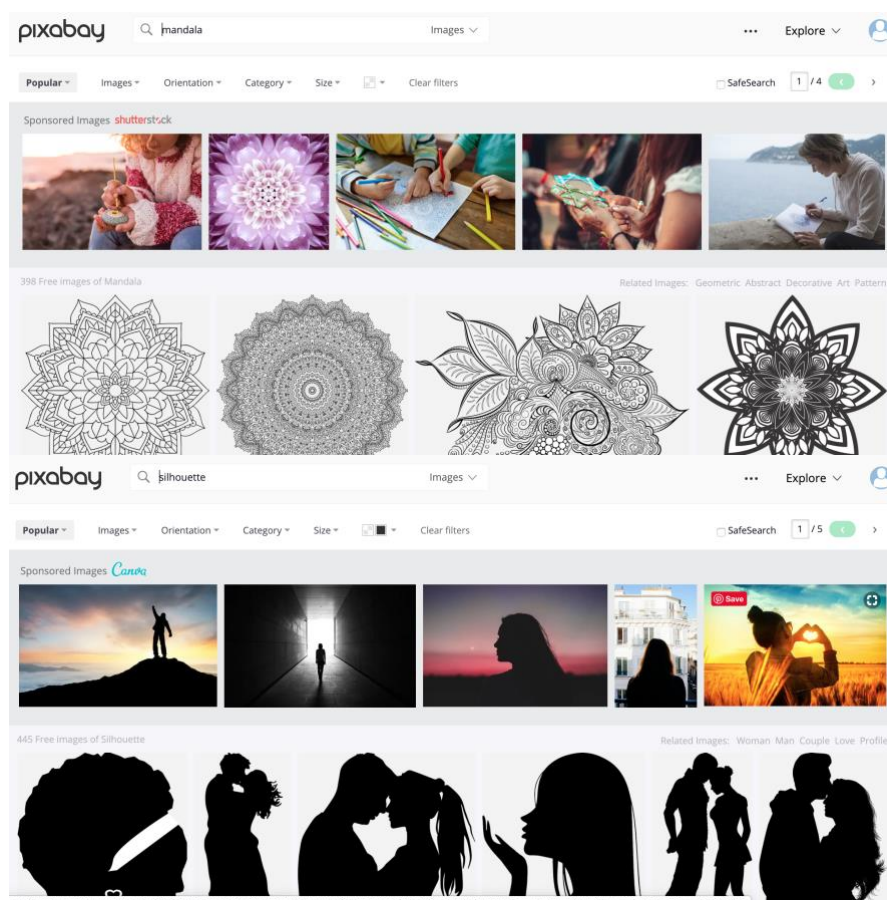 pixabay mandala Images ... Explore
Popular Images Orientation Category Size Clear filters SafeSearch 1 / 4 < >
Sponsored Images shutterstock
398 Free images of Mandala Related Images: Geometric Abstract Decorative Art Pattern
pixabay silhouette Images ... Explore
Popular Images Orientation Category Size Clear filters SafeSearch 1 / 5 < >
Sponsored Images Canva
Save
445 Free images of Silhouette Related Images: Woman Man Couple Love Profile